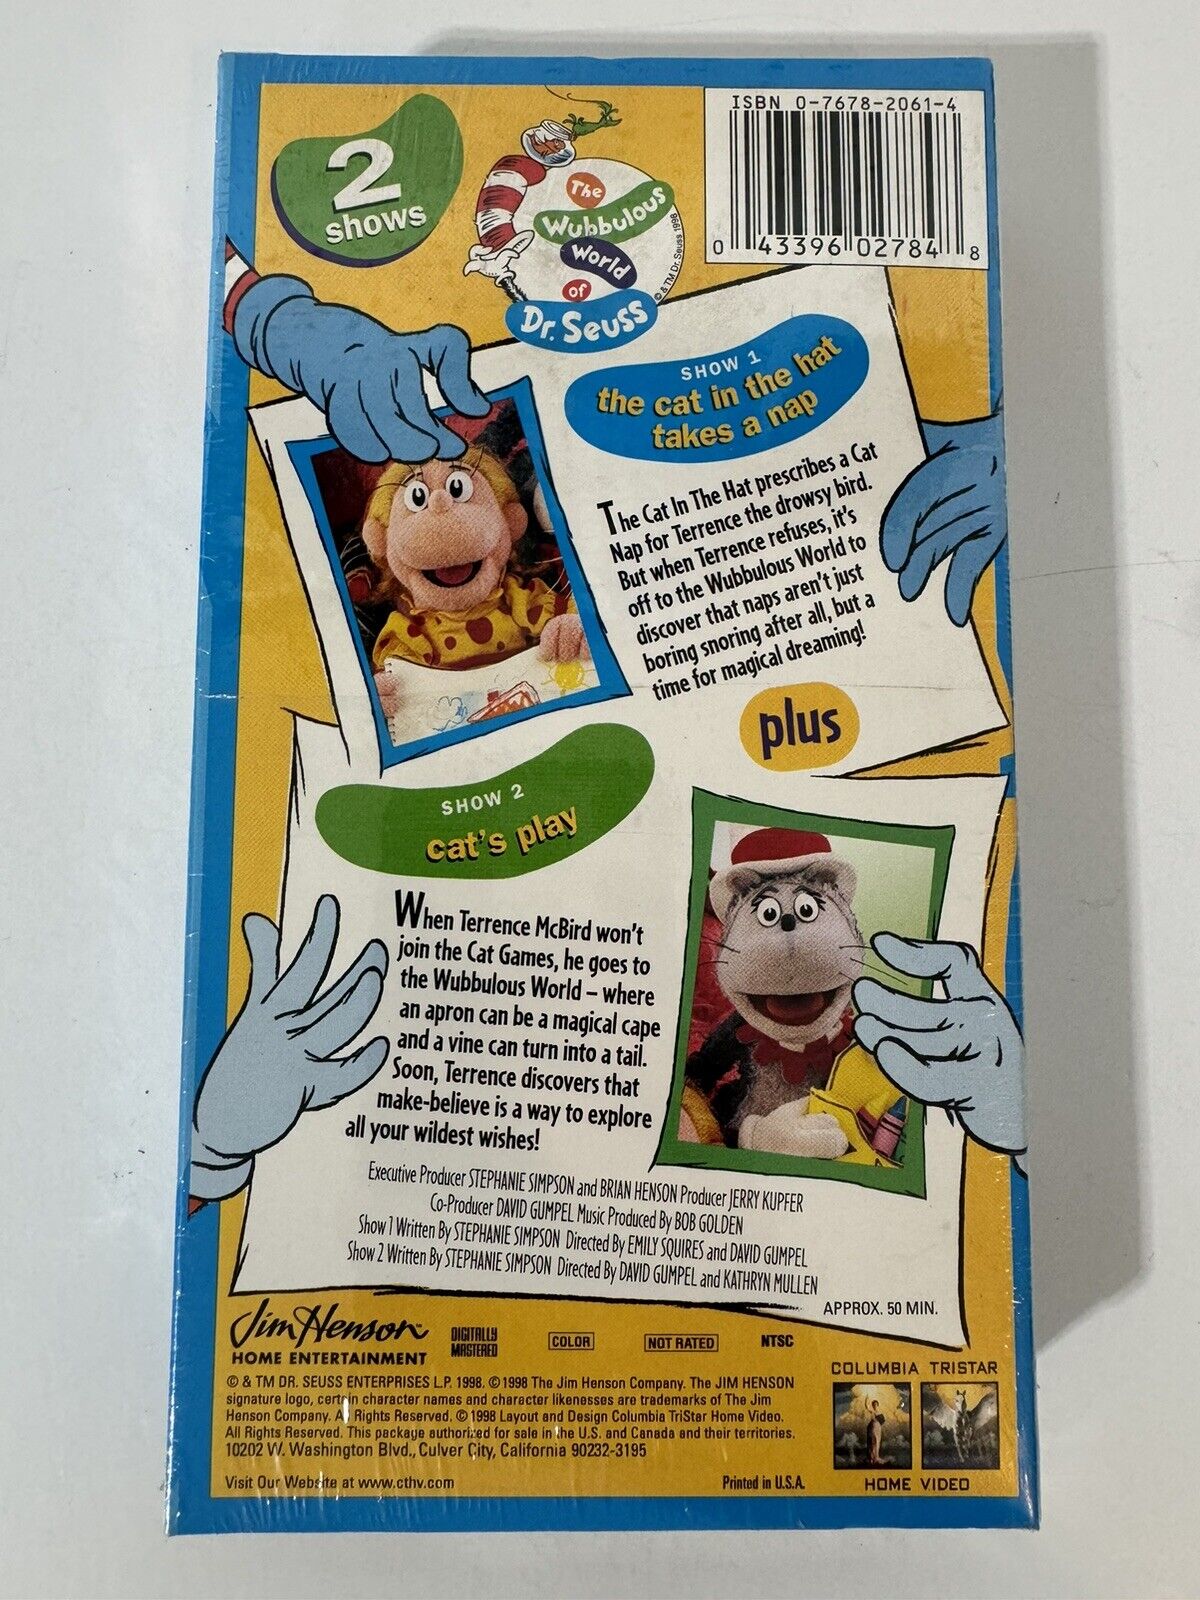 2
shows
The
Wubbulous
World
of
Dr. Seuss
© & TM Dr. Seuss 1998
ISBN 0-7678-2061-4
0 43396 02784 8
SHOW 1
the cat in the hat
takes a nap
The Cat In The Hat prescribes a Cat
Nap for Terrence the drowsy bird.
But when Terrence refuses, it's
off to the Wubbulous World to
discover that naps aren't just
boring snoring after all, but a
time for magical dreaming!
plus
SHOW 2
cat's play
When Terrence McBird won't
join the Cat Games, he goes to
the Wubbulous World – where
an apron can be a magical cape
and a vine can turn into a tail.
Soon, Terrence discovers that
make-believe is a way to explore
all your wildest wishes!
Executive Producer STEPHANIE SIMPSON and BRIAN HENSON Producer JERRY KUPFER
Co-Producer DAVID GUMPEL Music Produced By BOB GOLDEN
Show 1 Written By STEPHANIE SIMPSON Directed By EMILY SQUIRES and DAVID GUMPEL
Show 2 Written By STEPHANIE SIMPSON Directed By DAVID GUMPEL and KATHRYN MULLEN
APPROX. 50 MIN.
Jim Henson
HOME ENTERTAINMENT
DIGITALLY
MASTERED
COLOR
NOT RATED
NTSC
© & TM DR. SEUSS ENTERPRISES L.P. 1998. © 1998 The Jim Henson Company. The JIM HENSON
signature logo, certain character names and character likenesses are trademarks of The Jim
Henson Company. All Rights Reserved. © 1998 Layout and Design Columbia TriStar Home Video.
All Rights Reserved. This package authorized for sale in the U.S. and Canada and their territories.
10202 W. Washington Blvd., Culver City, California 90232-3195
Visit Our Website at www.cthv.com
Printed in U.S.A.
COLUMBIA TRISTAR
HOME VIDEO